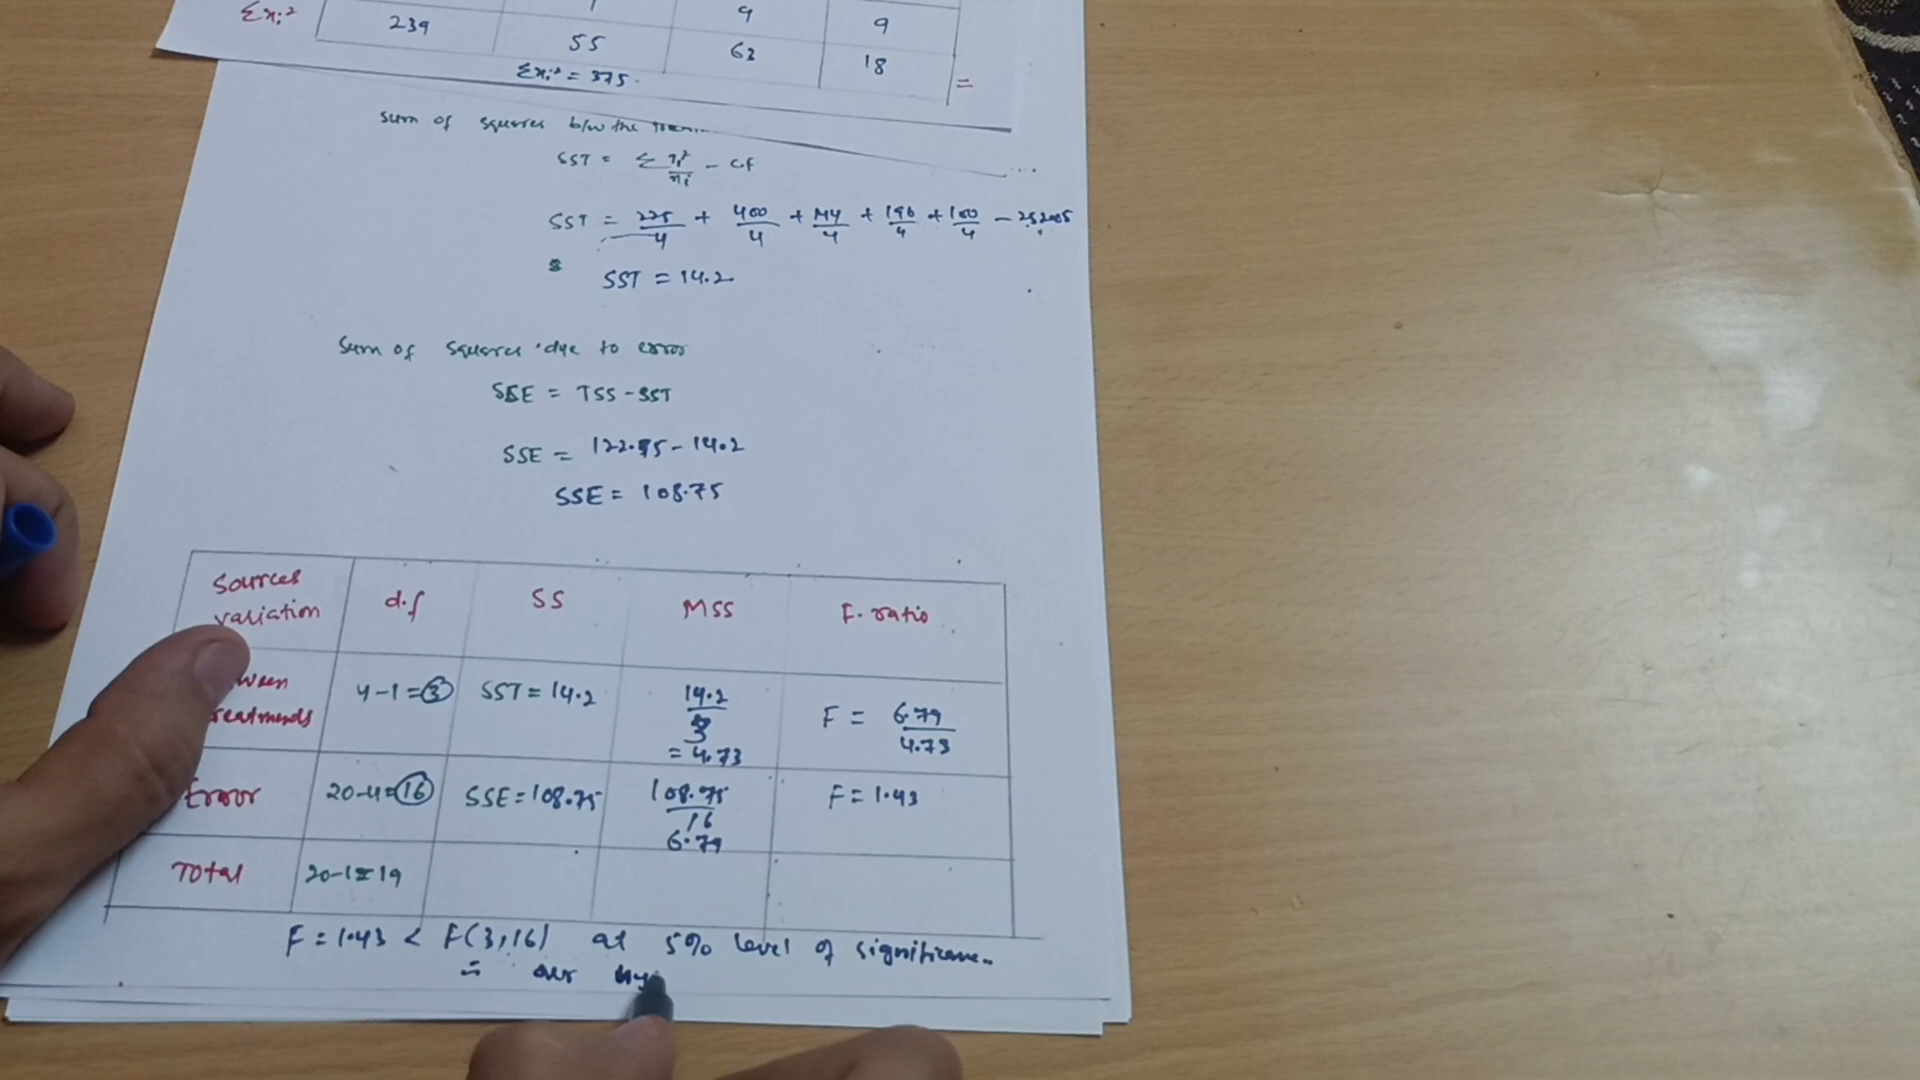 1 9 9
Σxi² 239 55 63 18
Σxi² = 375. =
Sum of squares b/w the
SST = Σ Ti²/ni - CF
SST = 225/4 + 400/4 + 144/4 + 196/4 + 100/4 -
SST = 14.2
Sum of squares due to error
SSE = TSS - SST
SSE = 122.95 - 14.2
SSE = 108.75
Sources variation d.f SS MSS F. ratio
4-1 = 3 SST = 14.2 14.2/3 = 4.73 F = 6.79/4.73
Error 20-4=16 SSE=108.75 108.75/16 6.79 F = 1.43
Total 20-1=19
F = 1.43 < F(3,16) at 5% level of significance.
= our hy